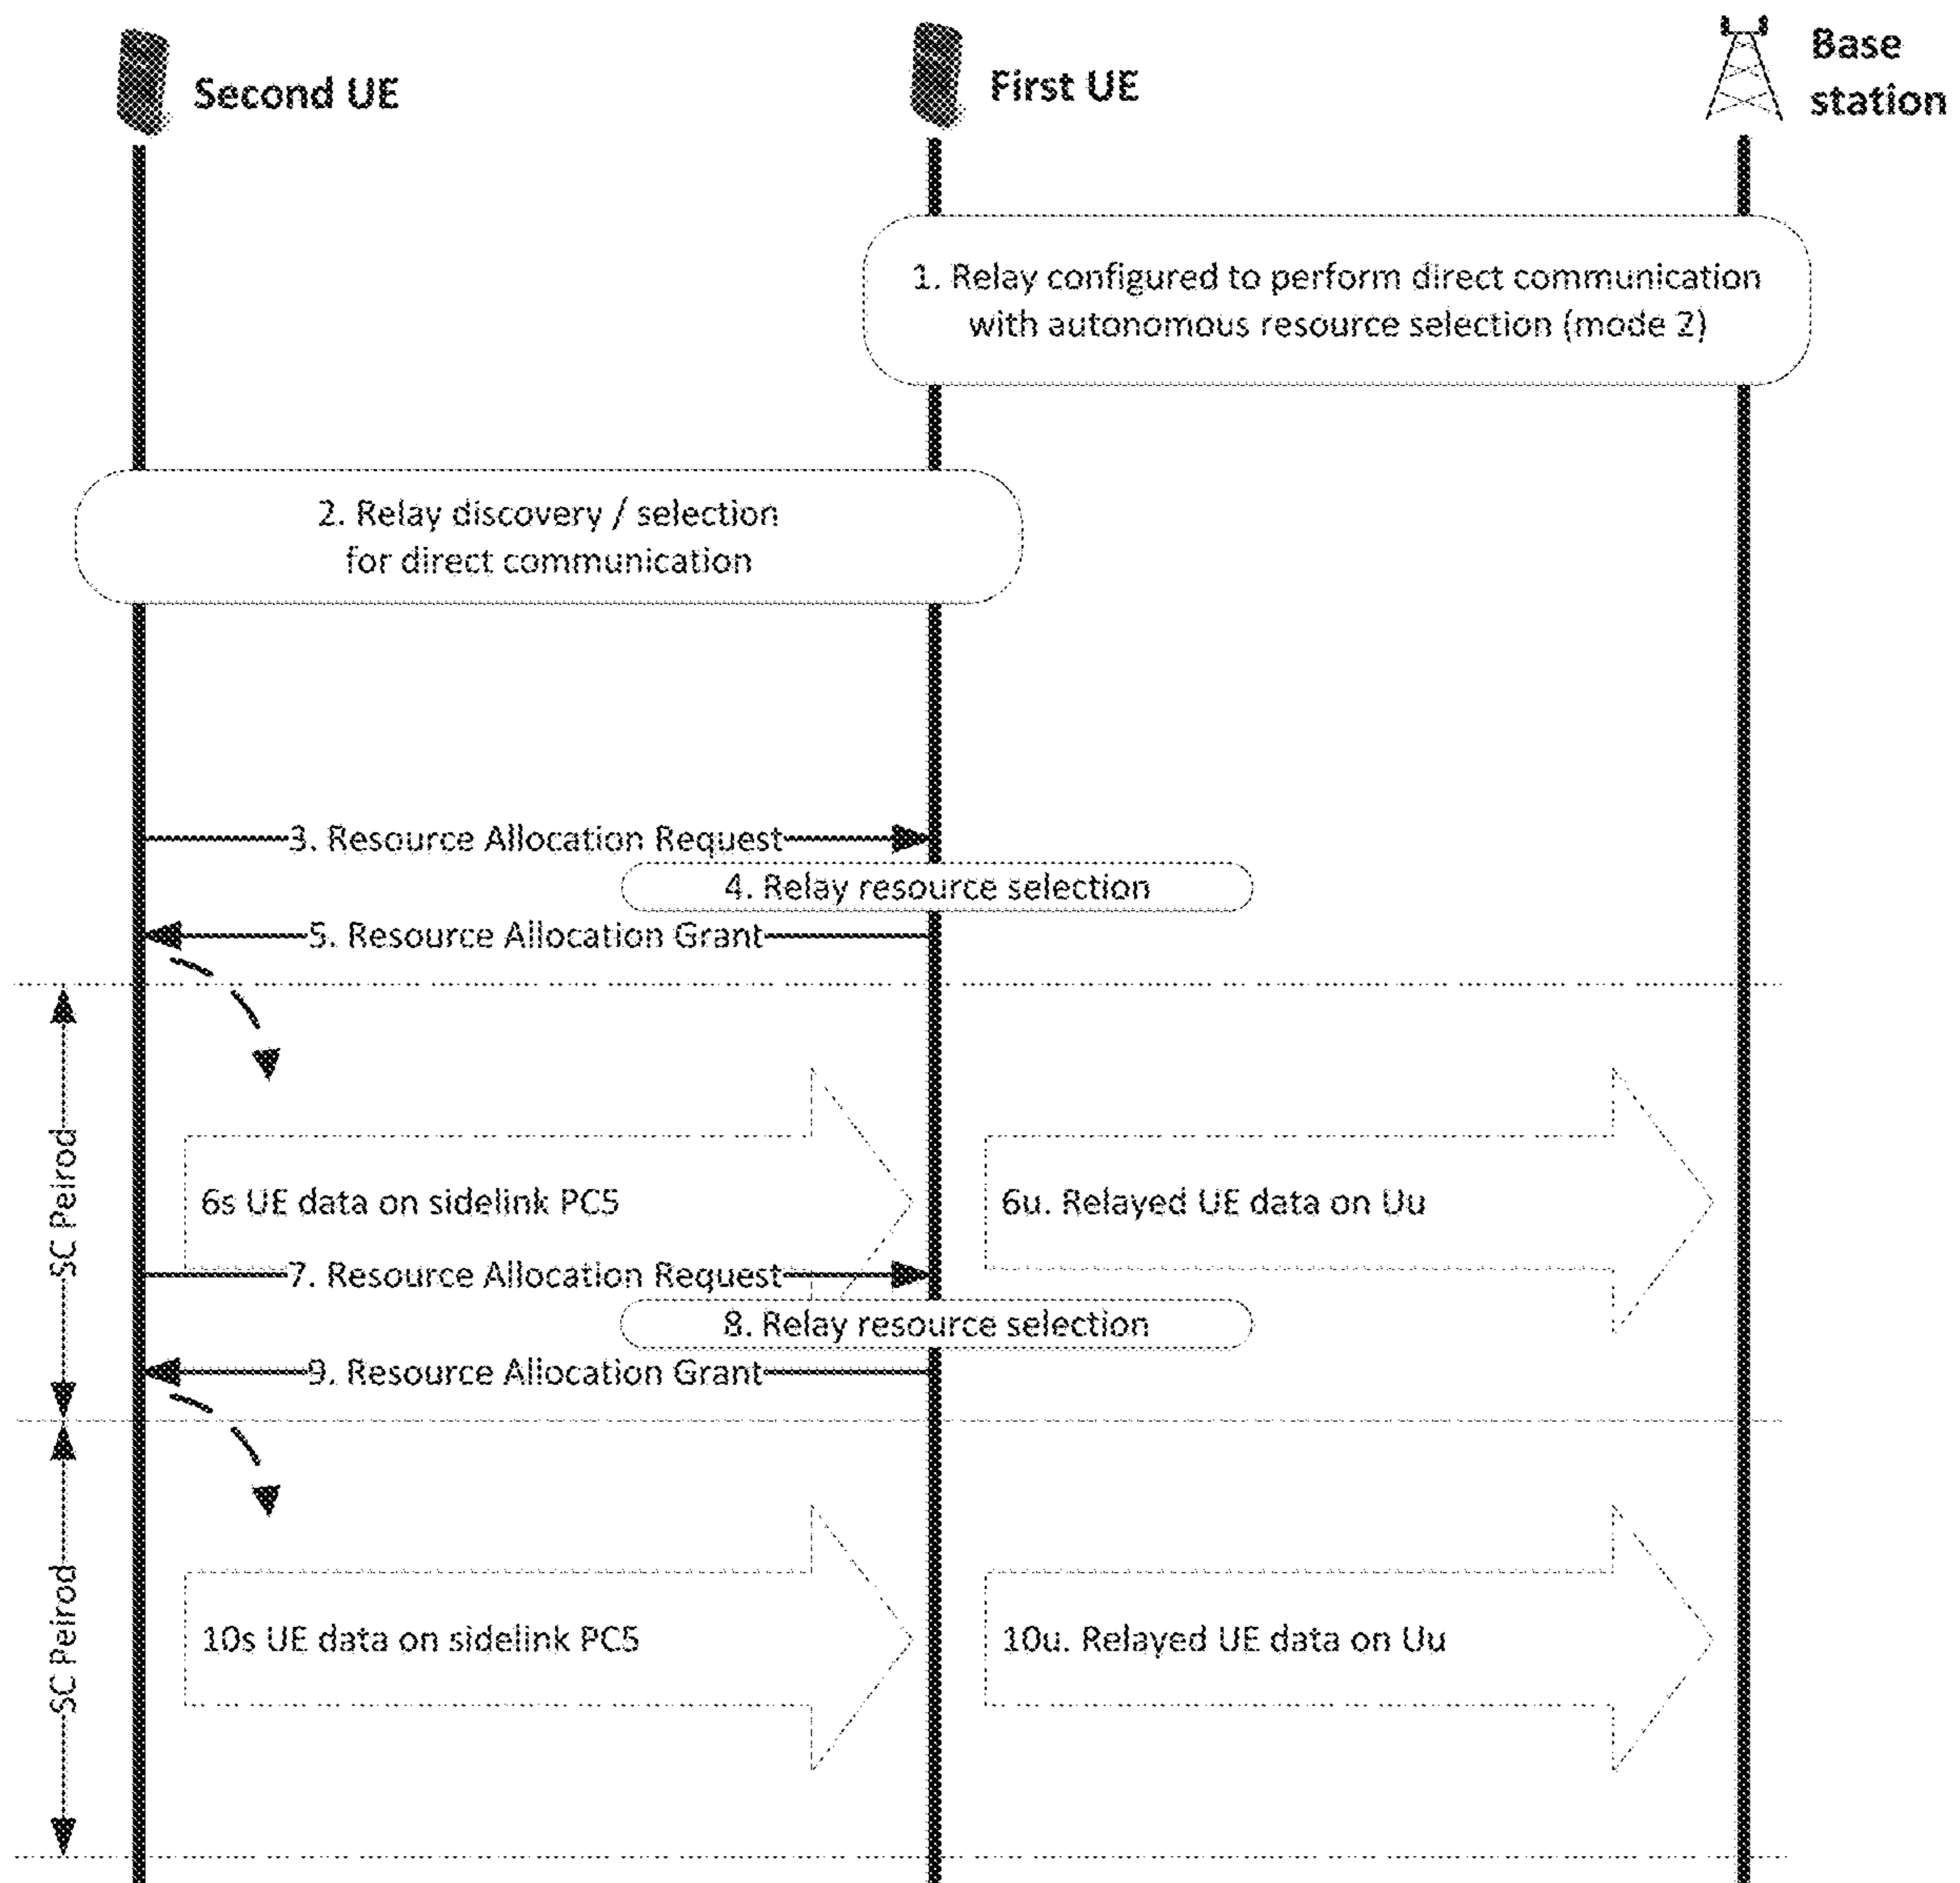 Second UE
First UE
Base
station
1. Relay configured to perform direct communication
with autonomous resource selection (mode 2)
2. Relay discovery / selection
for direct communication
3. Resource Allocation Request
4. Relay resource selection
5. Resource Allocation Grant
SC Peirod
6s UE data on sidelink PC5
6u. Relayed UE data on Uu
7. Resource Allocation Request
8. Relay resource selection
9. Resource Allocation Grant
SC Peirod
10s UE data on sidelink PC5
10u. Relayed UE data on Uu